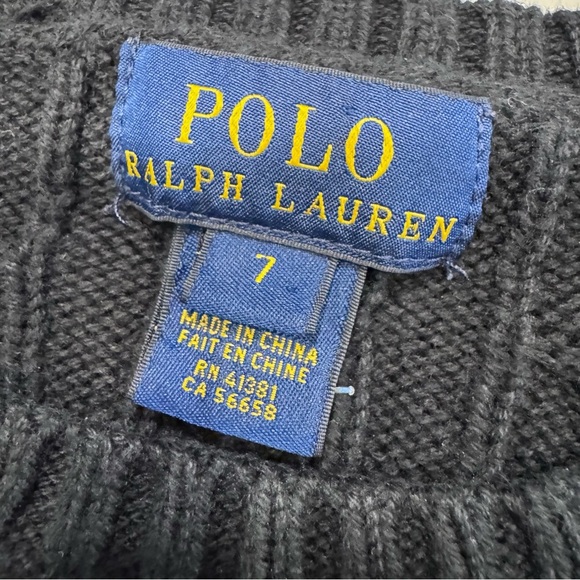 POLO
RALPH LAUREN
7
MADE IN CHINA
FAIT EN CHINE
RN 41381
CA 56658